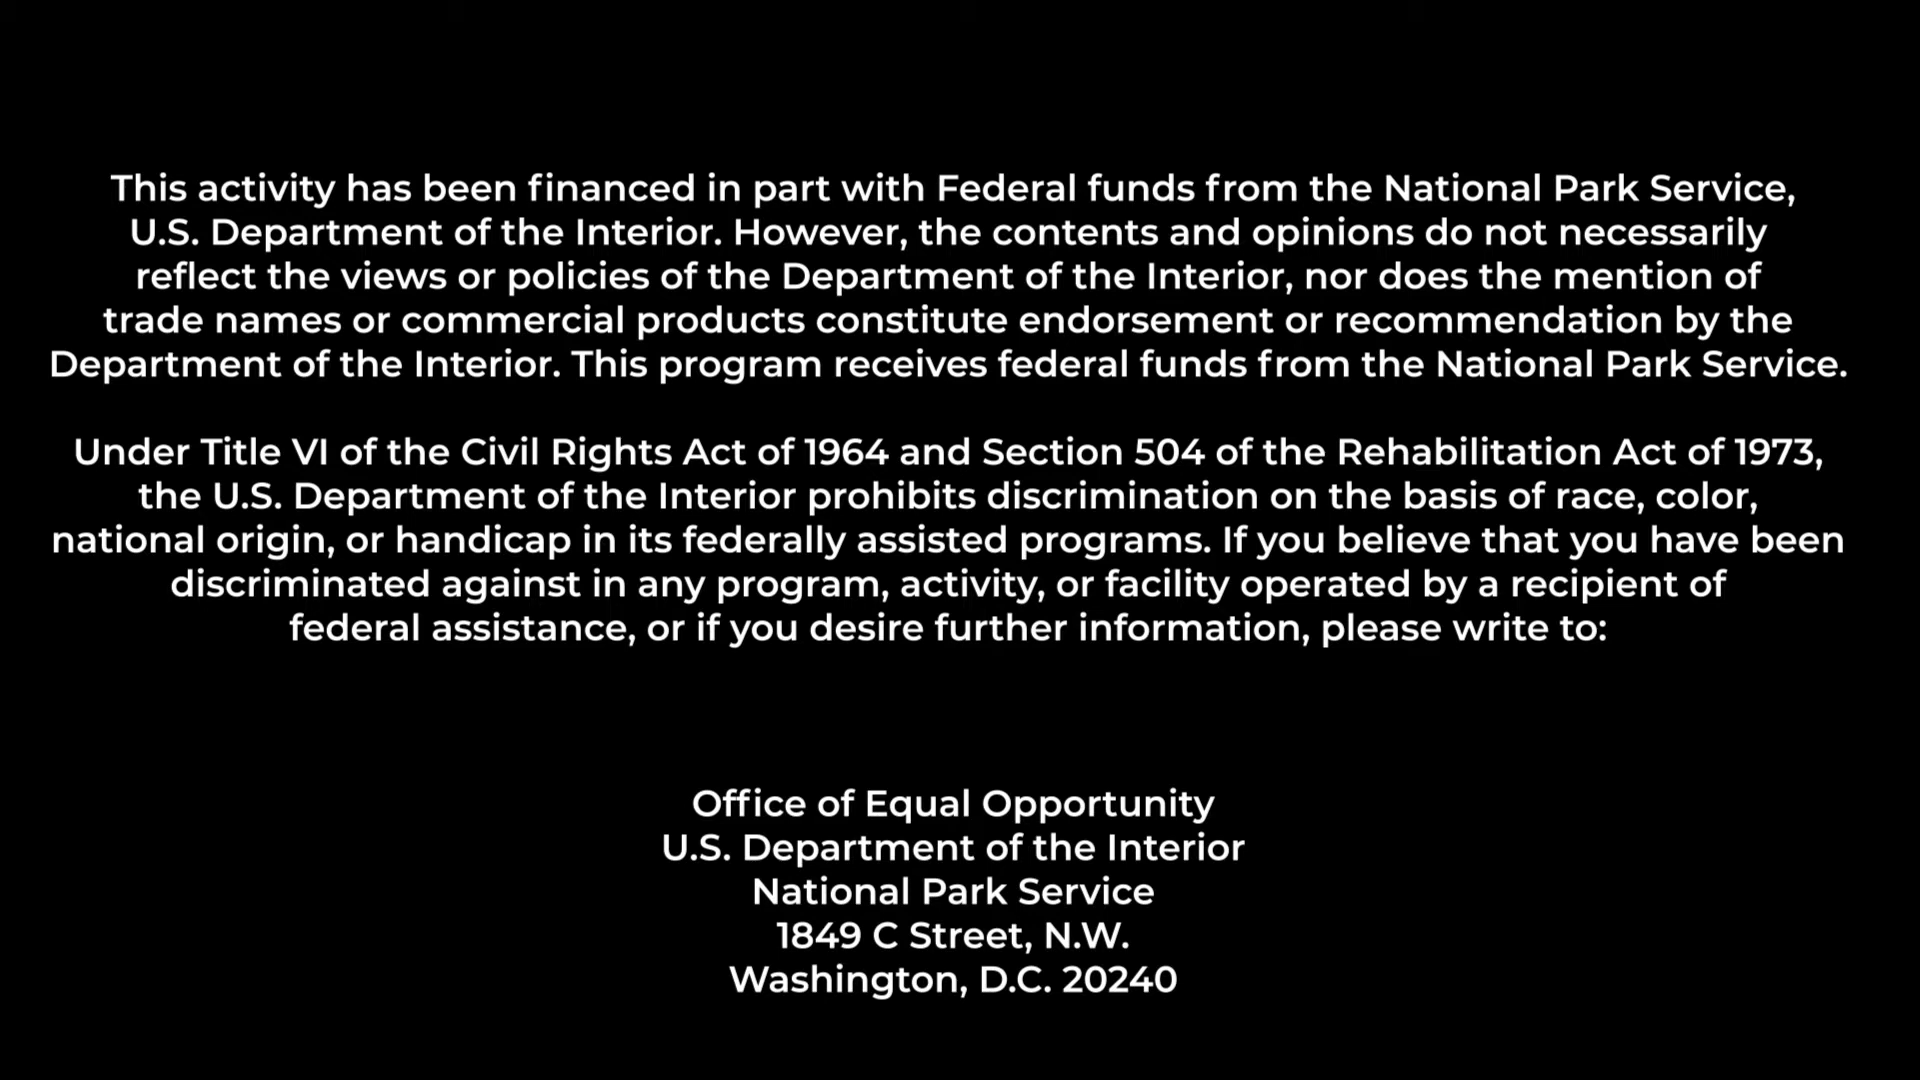 This activity has been financed in part with Federal funds from the National Park Service,
U.S. Department of the Interior. However, the contents and opinions do not necessarily
reflect the views or policies of the Department of the Interior, nor does the mention of
trade names or commercial products constitute endorsement or recommendation by the
Department of the Interior. This program receives federal funds from the National Park Service.
Under Title VI of the Civil Rights Act of 1964 and Section 504 of the Rehabilitation Act of 1973,
the U.S. Department of the Interior prohibits discrimination on the basis of race, color,
national origin, or handicap in its federally assisted programs. If you believe that you have been
discriminated against in any program, activity, or facility operated by a recipient of
federal assistance, or if you desire further information, please write to:
Office of Equal Opportunity
U.S. Department of the Interior
National Park Service
1849 C Street, N.W.
Washington, D.C. 20240